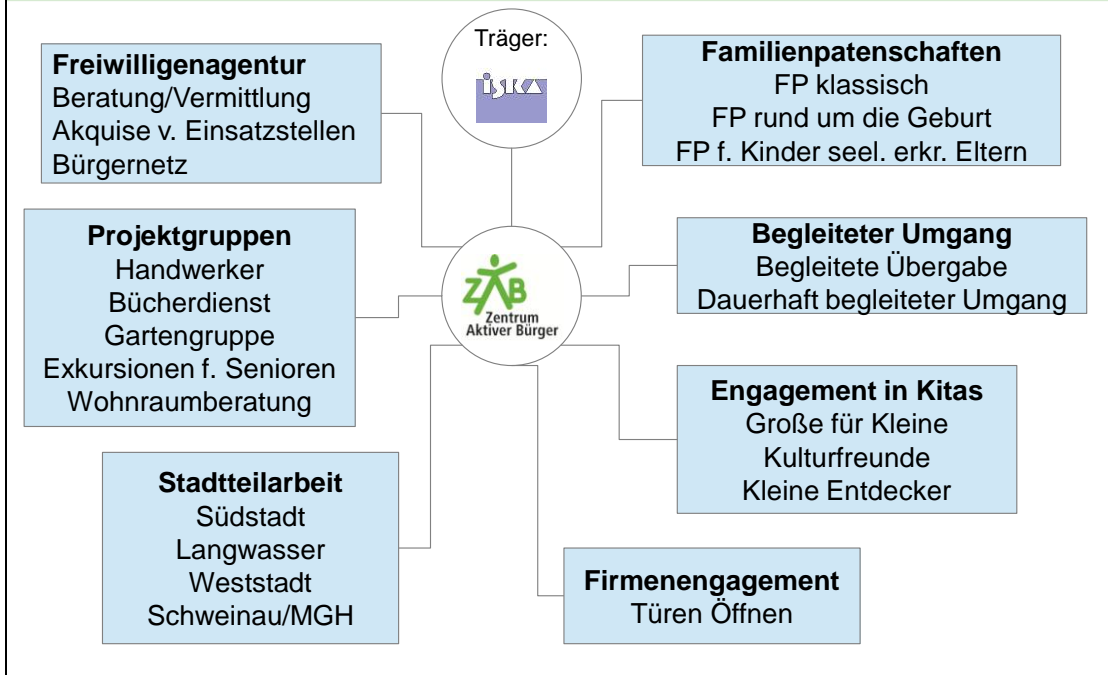 Träger:
iSKA
Freiwilligenagentur
Beratung/Vermittlung
Akquise v. Einsatzstellen
Bürgernetz
Familienpatenschaften
FP klassisch
FP rund um die Geburt
FP f. Kinder seel. erkr. Eltern
Projektgruppen
Handwerker
Bücherdienst
Gartengruppe
Exkursionen f. Senioren
Wohnraumberatung
ZAB
Zentrum
Aktiver Bürger
Begleiteter Umgang
Begleitete Übergabe
Dauerhaft begleiteter Umgang
Engagement in Kitas
Große für Kleine
Kulturfreunde
Kleine Entdecker
Stadtteilarbeit
Südstadt
Langwasser
Weststadt
Schweinau/MGH
Firmenengagement
Türen Öffnen